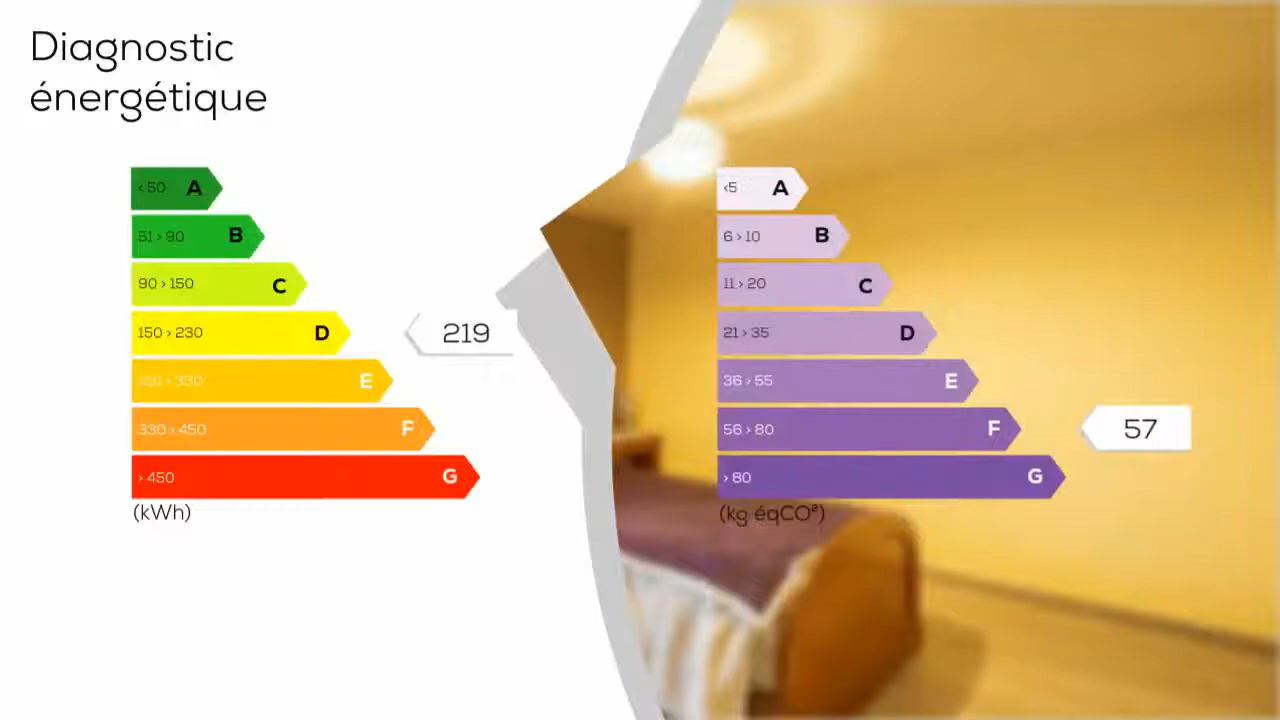 Diagnostic
énergétique
< 50 A
51 > 90 B
90 > 150 C
150 > 230 D
219
E
330 > 450 F
> 450 G
(kWh)
<5 A
6 > 10 B
11 > 20 C
21 > 35 D
36 > 55 E
56 > 80 F
57
> 80 G
(kg éqCO²)